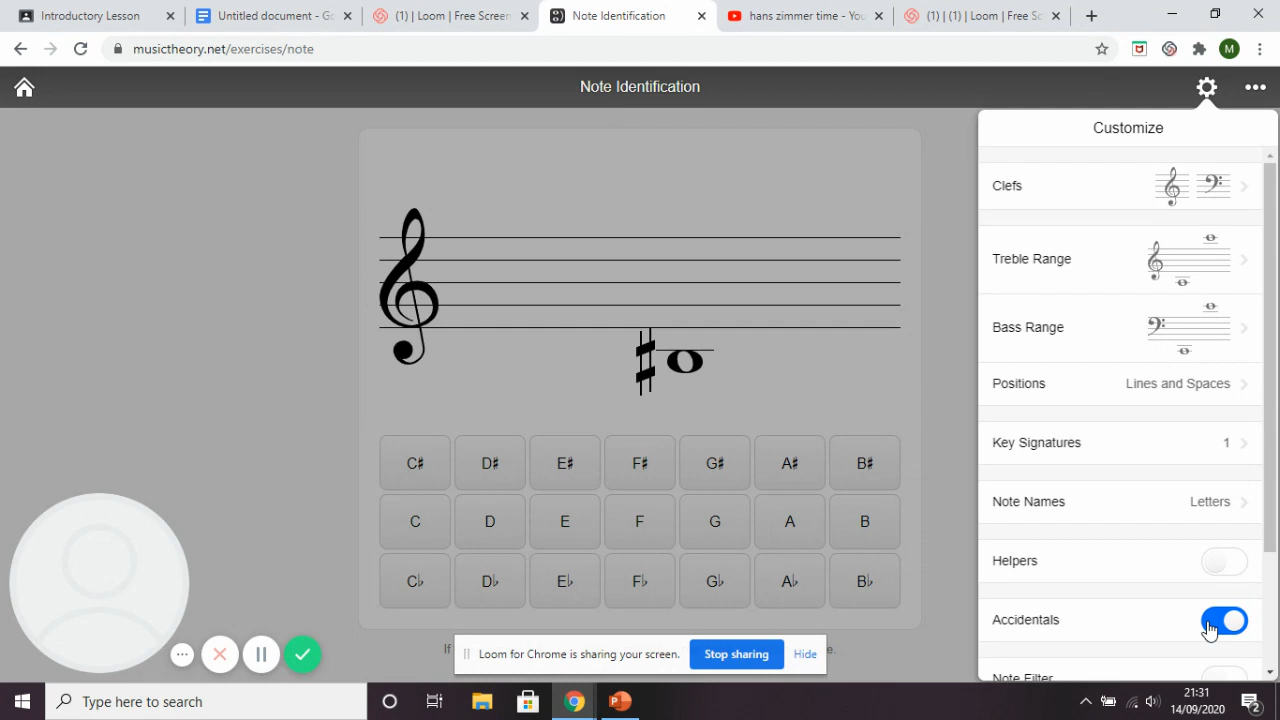 Introductory Lesson
Untitled document - Go
(1) | Loom | Free Screen
Note Identification
hans zimmer time - You
(1) | (1) | Loom | Free Sc
musictheory.net/exercises/note
M
Note Identification
Customize
Clefs
Treble Range
Bass Range
Positions Lines and Spaces
Key Signatures 1
Note Names Letters
Helpers
Accidentals
Note Filter
C♯ D♯ E♯ F♯ G♯ A♯ B♯
C D E F G A B
C♭ D♭ E♭ F♭ G♭ A♭ B♭
If
e.
Loom for Chrome is sharing your screen. Stop sharing Hide
Type here to search
21:31
14/09/2020
2